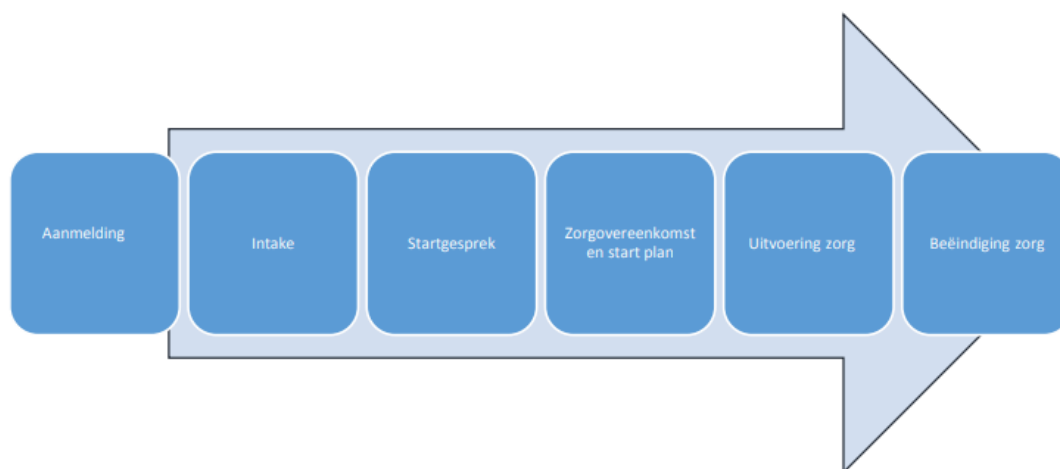 Aanmelding
Intake
Startgesprek
Zorgovereenkomst
en start plan
Uitvoering zorg
Beëindiging zorg